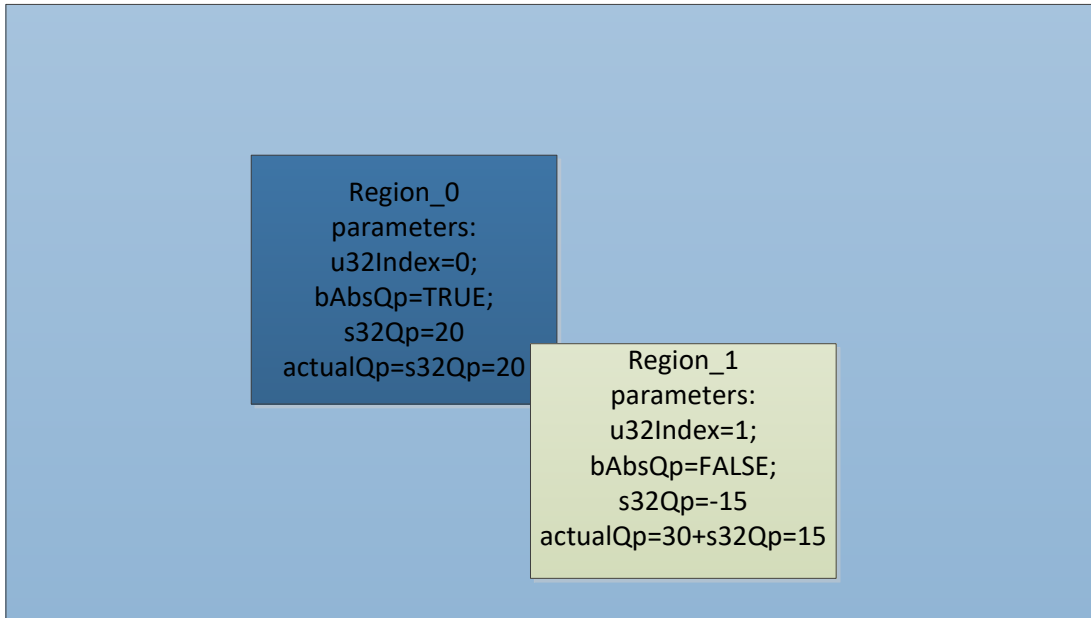 Region_0
parameters:
u32Index=0;
bAbsQp=TRUE;
s32Qp=20
actualQp=s32Qp=20
Region_1
parameters:
u32Index=1;
bAbsQp=FALSE;
s32Qp=-15
actualQp=30+s32Qp=15